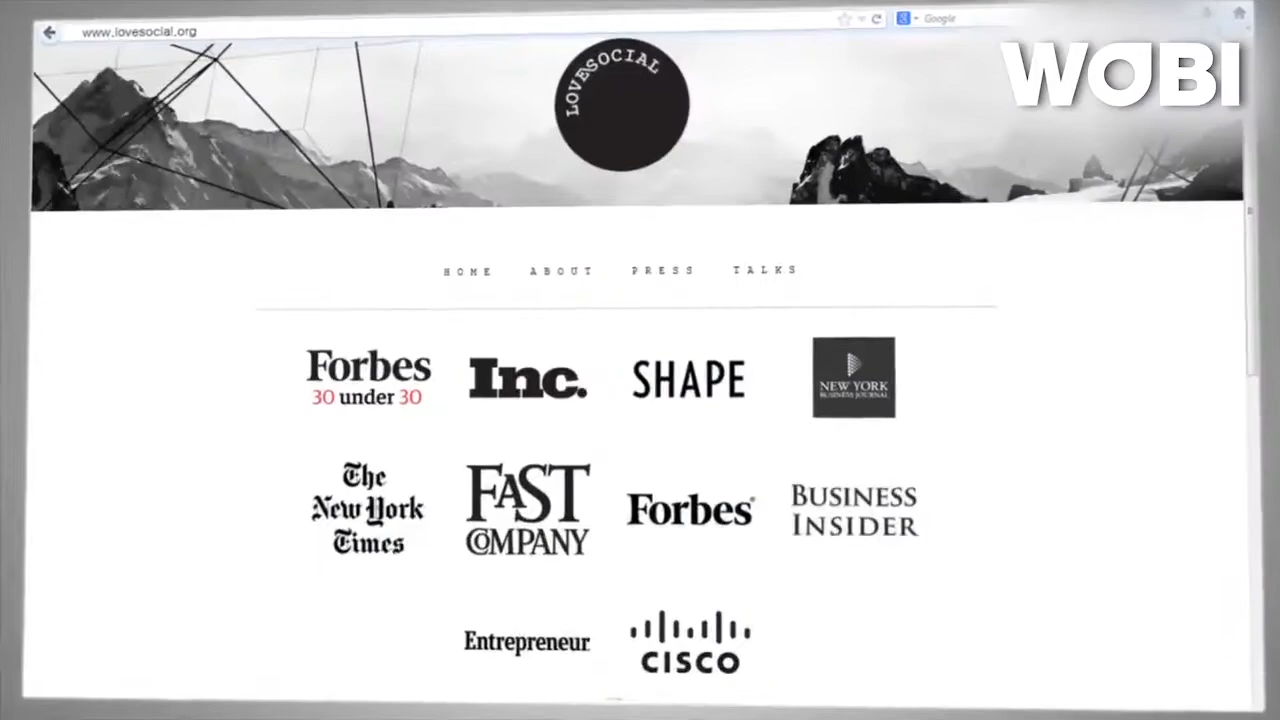 www.lovesocial.org
Google
WOBI
LOVESOCIAL
HOME ABOUT PRESS TALKS
Forbes
30 under 30
Inc.
SHAPE
NEW YORK
BUSINESS JOURNAL
The
New York
Times
FAST
COMPANY
Forbes
BUSINESS
INSIDER
Entrepreneur
CISCO